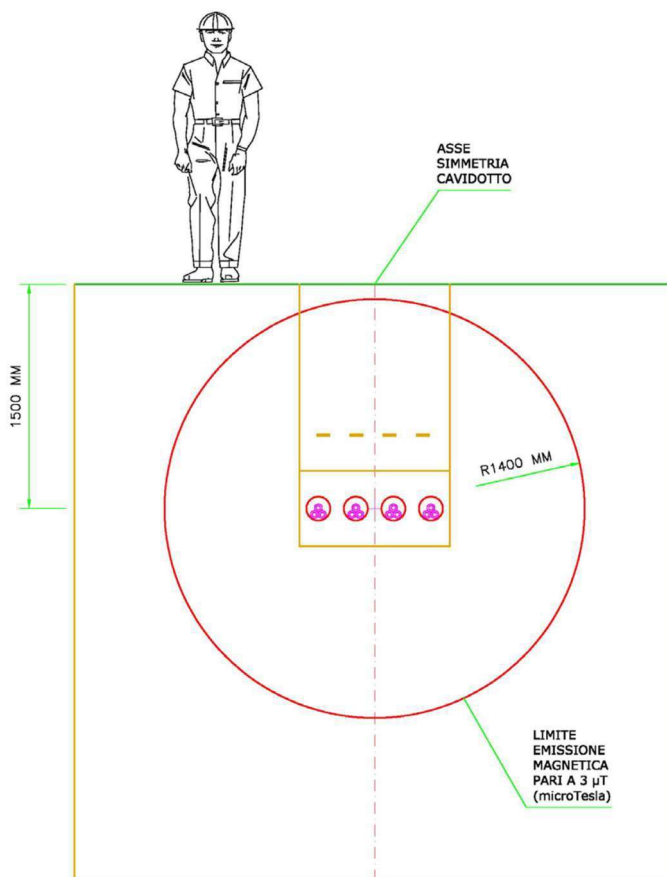 ASSE
SIMMETRIA
CAVIDOTTO
1500 MM
R1400 MM
LIMITE
EMISSIONE
MAGNETICA
PARI A 3 µT
(microTesla)